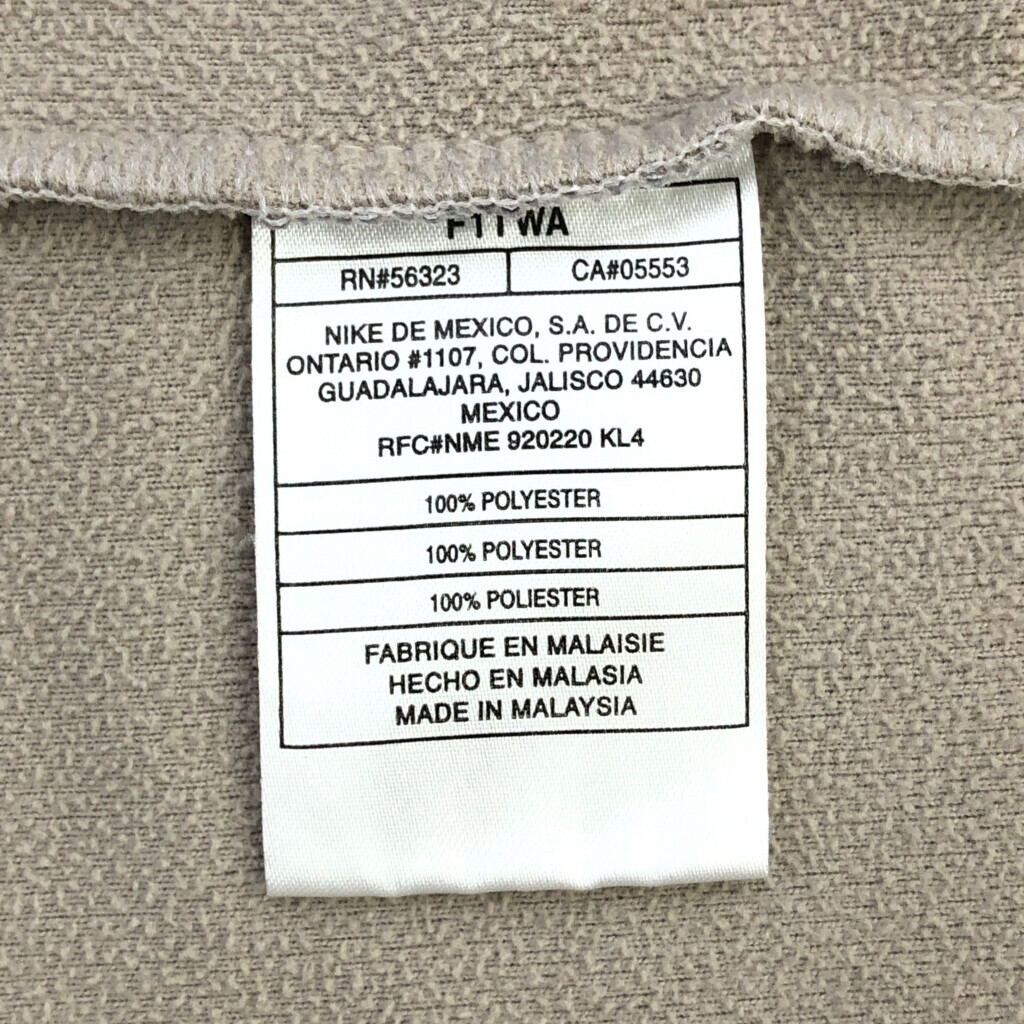 RN#56323 CA#05553
NIKE DE MEXICO, S.A. DE C.V.
ONTARIO #1107, COL. PROVIDENCIA
GUADALAJARA, JALISCO 44630
MEXICO
RFC#NME 920220 KL4
100% POLYESTER
100% POLYESTER
100% POLIESTER
FABRIQUE EN MALAISIE
HECHO EN MALASIA
MADE IN MALAYSIA